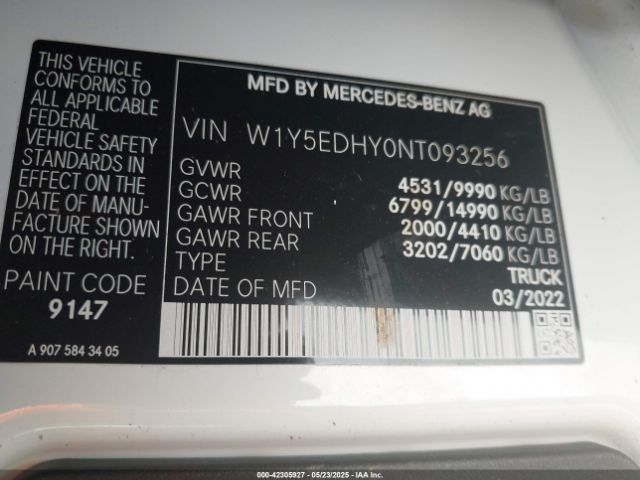 THIS VEHICLE
CONFORMS TO
ALL APPLICABLE
FEDERAL
VEHICLE SAFETY
STANDARDS IN
EFFECT ON THE
DATE OF MANU-
FACTURE SHOWN
ON THE RIGHT.
PAINT CODE
9147
A 907 584 34 05
MFD BY MERCEDES-BENZ AG
VIN W1Y5EDHY0NT093256
GVWR 4531/9990 KG/LB
GCWR 6799/14990 KG/LB
GAWR FRONT 2000/4410 KG/LB
GAWR REAR 3202/7060 KG/LB
TYPE TRUCK
DATE OF MFD 03/2022
000-42305927 - 05/23/2025 - IAA, Inc.